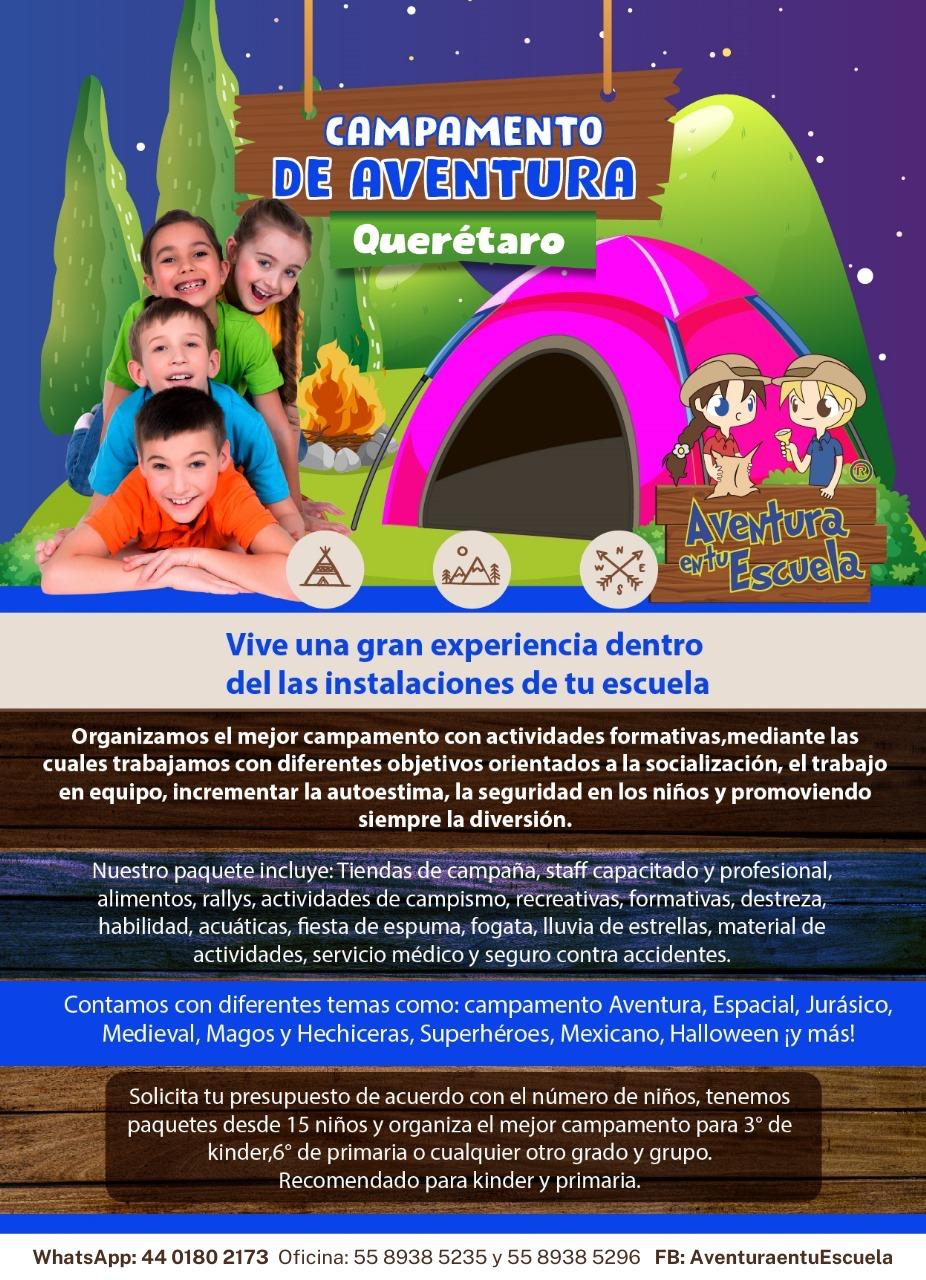 CAMPAMENTO
DE AVENTURA
Querétaro
N
W E
S
®
Aventura
en tu
Escuela
Vive una gran experiencia dentro
del las instalaciones de tu escuela
Organizamos el mejor campamento con actividades formativas,mediante las
cuales trabajamos con diferentes objetivos orientados a la socialización, el trabajo
en equipo, incrementar la autoestima, la seguridad en los niños y promoviendo
siempre la diversión.
Nuestro paquete incluye: Tiendas de campaña, staff capacitado y profesional,
alimentos, rallys, actividades de campismo, recreativas, formativas, destreza,
habilidad, acuáticas, fiesta de espuma, fogata, lluvia de estrellas, material de
actividades, servicio médico y seguro contra accidentes.
Contamos con diferentes temas como: campamento Aventura, Espacial, Jurásico,
Medieval, Magos y Hechiceras, Superhéroes, Mexicano, Halloween ¡y más!
Solicita tu presupuesto de acuerdo con el número de niños, tenemos
paquetes desde 15 niños y organiza el mejor campamento para 3° de
kinder,6° de primaria o cualquier otro grado y grupo.
Recomendado para kinder y primaria.
WhatsApp: 44 0180 2173 Oficina: 55 8938 5235 y 55 8938 5296 FB: AventuraentuEscuela